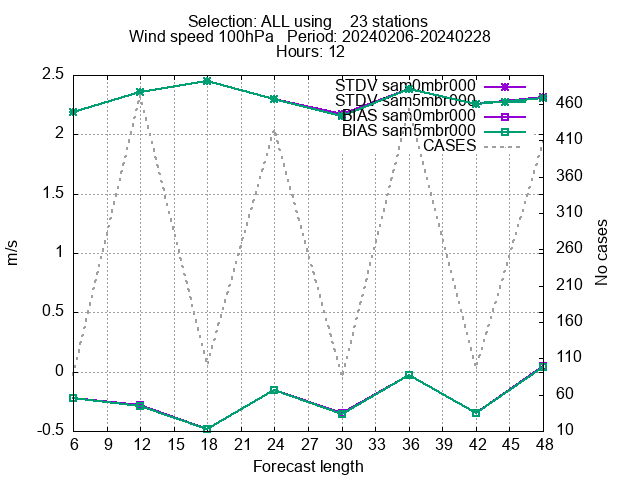 Selection: ALL using 23 stations
Wind speed 100hPa Period: 20240206-20240228
Hours: 12
STDV sam0mbr000
STDV sam5mbr000
BIAS sam0mbr000
BIAS sam5mbr000
CASES
m/s
2.5
2
1.5
1
0.5
0
-0.5
No cases
460
410
360
310
260
210
160
110
60
10
6 9 12 15 18 21 24 27 30 33 36 39 42 45 48
Forecast length